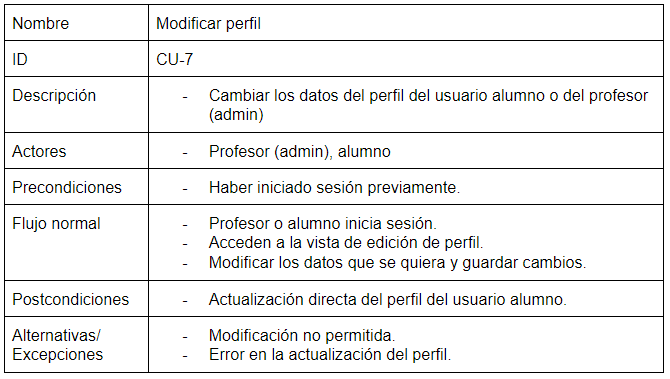 Nombre Modificar perfil
ID CU-7
Descripción - Cambiar los datos del perfil del usuario alumno o del profesor
(admin)
Actores - Profesor (admin), alumno
Precondiciones - Haber iniciado sesión previamente.
Flujo normal - Profesor o alumno inicia sesión.
- Acceden a la vista de edición de perfil.
- Modificar los datos que se quiera y guardar cambios.
Postcondiciones - Actualización directa del perfil del usuario alumno.
Alternativas/ - Modificación no permitida.
Excepciones - Error en la actualización del perfil.